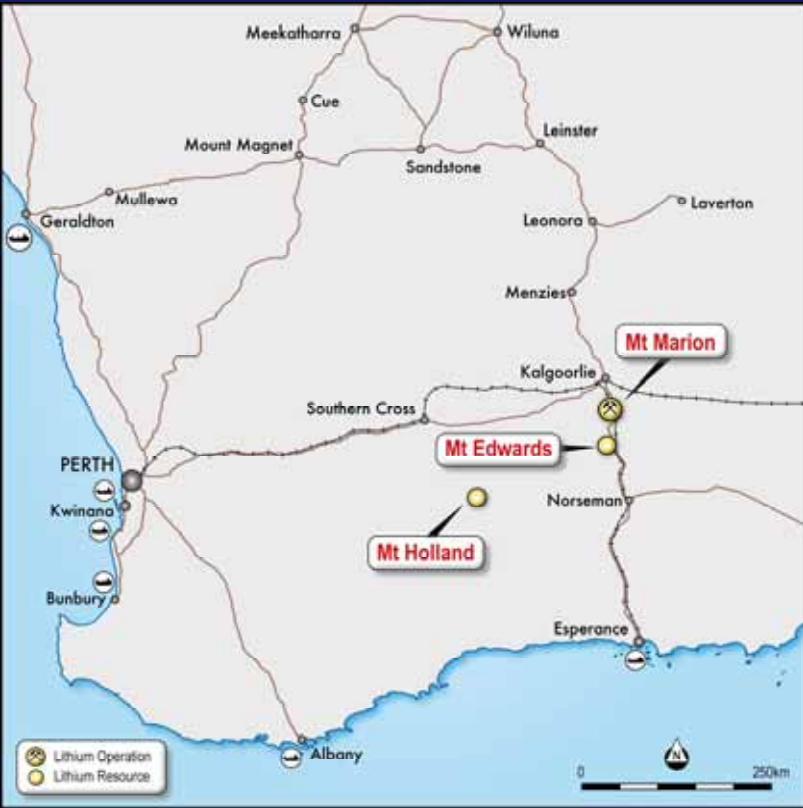 Meekatharra
Wiluna
Cue
Mount Magnet
Leinster
Sandstone
Mullewa
Laverton
Geraldton
Leonora
Menzies
Mt Marion
Kalgoorlie
Southern Cross
Mt Edwards
PERTH
Kwinana
Norseman
Mt Holland
Bunbury
Esperance
Albany
Lithium Operation
Lithium Resource
N
0 250km